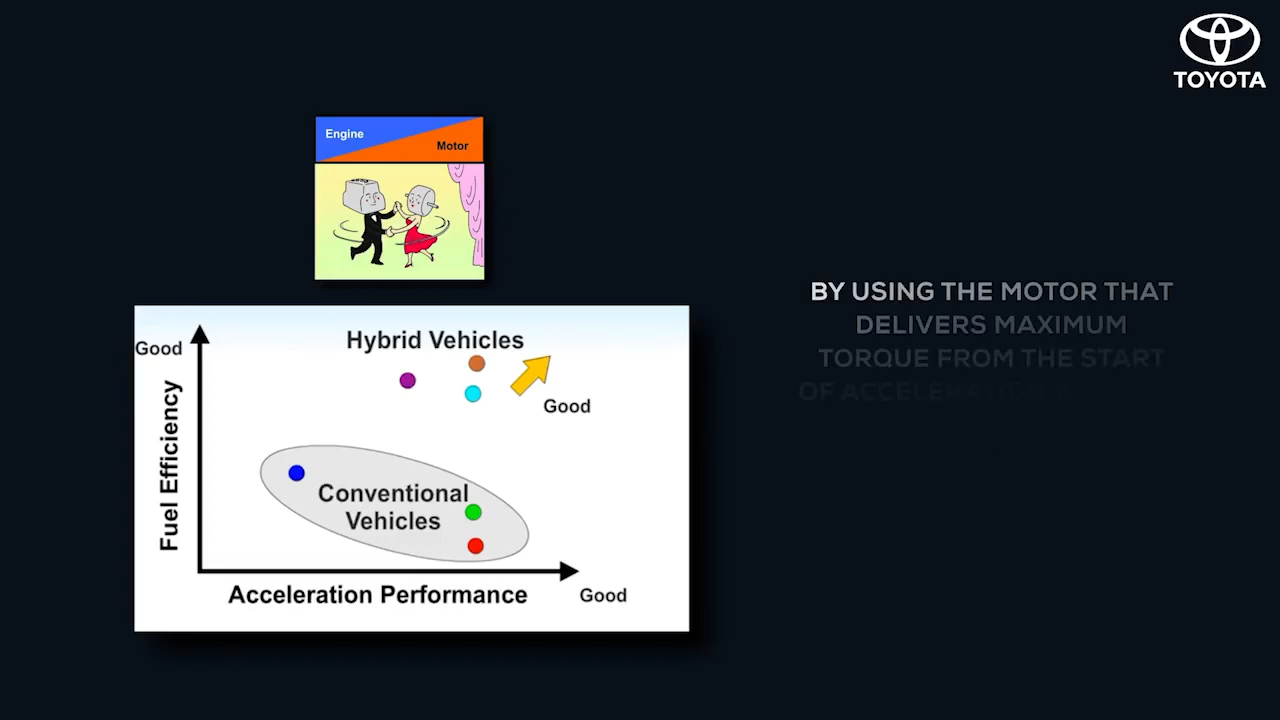 TOYOTA
Engine
Motor
Hybrid Vehicles
Good
Good
Fuel Efficiency
Conventional
Vehicles
Acceleration Performance
Good
BY USING THE MOTOR THAT
DELIVERS MAXIMUM
TORQUE FROM THE START
OF ACCELERATION